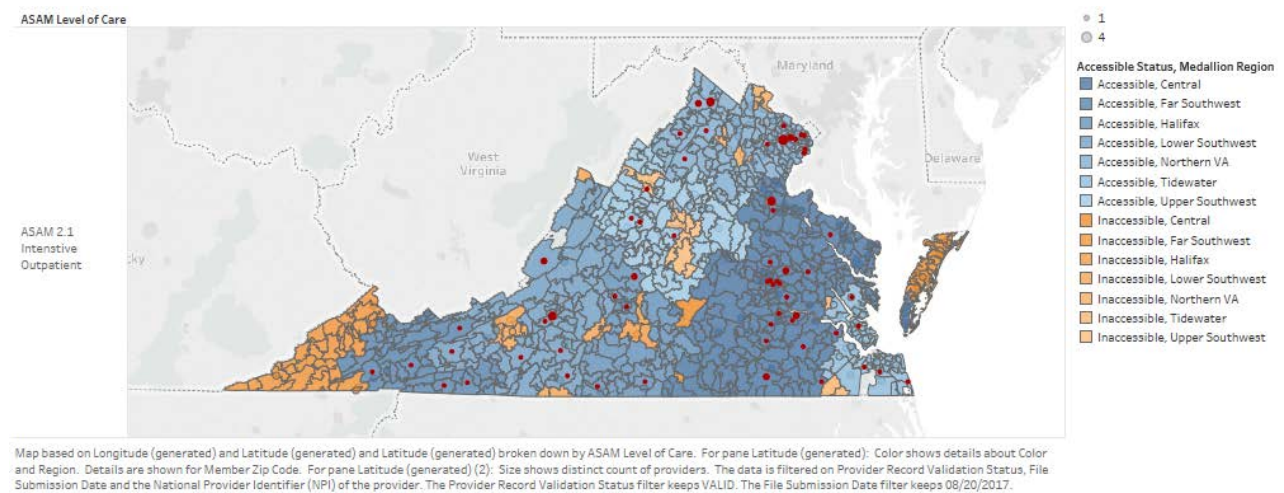 ASAM Level of Care
1
4
Accessible Status, Medallion Region
Accessible, Central
Accessible, Far Southwest
Accessible, Halifax
Accessible, Lower Southwest
Accessible, Northern VA
Accessible, Tidewater
Accessible, Upper Southwest
Inaccessible, Central
Inaccessible, Far Southwest
Inaccessible, Halifax
Inaccessible, Lower Southwest
Inaccessible, Northern VA
Inaccessible, Tidewater
Inaccessible, Upper Southwest
Maryland
West
Virginia
Delaware
ASAM 2.1
Intenstive
Outpatient
cky
Map based on Longitude (generated) and Latitude (generated) and Latitude (generated) broken down by ASAM Level of Care. For pane Latitude (generated): Color shows details about Color
and Region. Details are shown for Member Zip Code. For pane Latitude (generated) (2): Size shows distinct count of providers. The data is filtered on Provider Record Validation Status, File
Submission Date and the National Provider Identifier (NPI) of the provider. The Provider Record Validation Status filter keeps VALID. The File Submission Date filter keeps 08/20/2017.